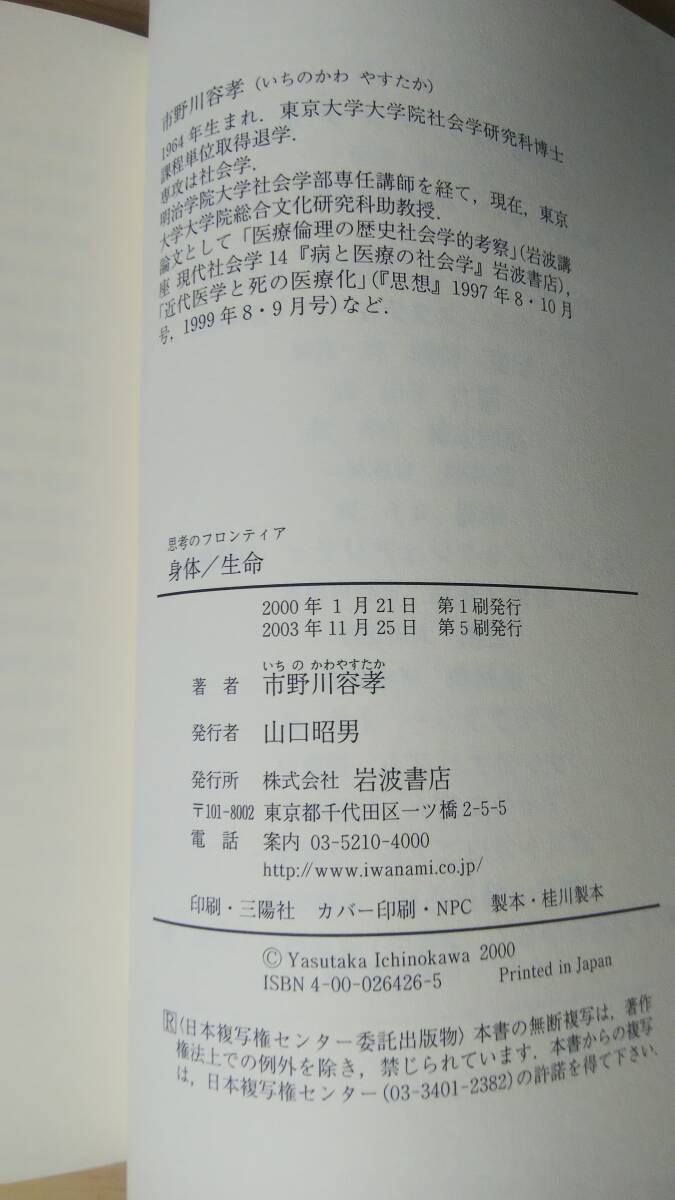 市野川容孝（いちのかわ やすたか）
1964年生まれ．東京大学大学院社会学研究科博士
課程単位取得退学．
専攻は社会学．
明治学院大学社会学部専任講師を経て，現在，東京
大学大学院総合文化研究科助教授．
論文として「医療倫理の歴史社会学的考察」（岩波講
座 現代社会学14『病と医療の社会学』岩波書店），
「近代医学と死の医療化」（『思想』1997年8・10月
号，1999年8・9月号）など．
思考のフロンティア
身体／生命
2000年1月21日 第1刷発行
2003年11月25日 第5刷発行
いちのかわやすたか
著者 市野川容孝
発行者 山口昭男
発行所 株式会社 岩波書店
〒101-8002 東京都千代田区一ツ橋2-5-5
電話 案内 03-5210-4000
http://www.iwanami.co.jp/
印刷・三陽社 カバー印刷・NPC 製本・桂川製本
© Yasutaka Ichinokawa 2000
ISBN 4-00-026426-5 Printed in Japan
R〈日本複写権センター委託出版物〉本書の無断複写は，著作
権法上での例外を除き，禁じられています．本書からの複写
は，日本複写権センター（03-3401-2382）の許諾を得て下さい．